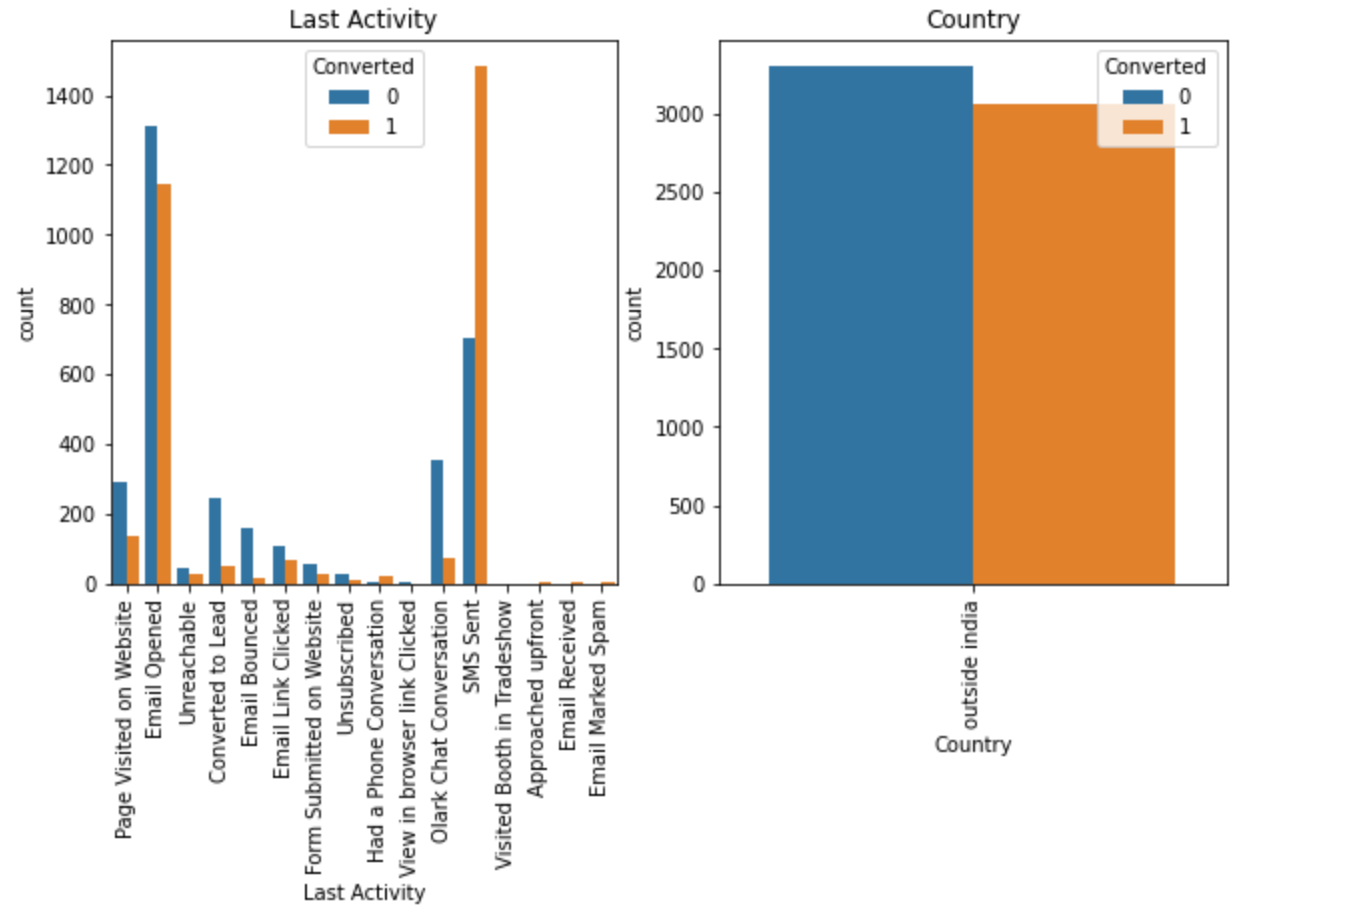 Last Activity
Converted
0
1
1400
1200
1000
800
600
400
200
0
count
Page Visited on Website
Email Opened
Unreachable
Converted to Lead
Email Bounced
Email Link Clicked
Form Submitted on Website
Unsubscribed
Had a Phone Conversation
View in browser link Clicked
Olark Chat Conversation
SMS Sent
Visited Booth in Tradeshow
Approached upfront
Email Received
Email Marked Spam
Last Activity
Country
Converted
0
1
3000
2500
2000
1500
1000
500
0
count
outside india
Country